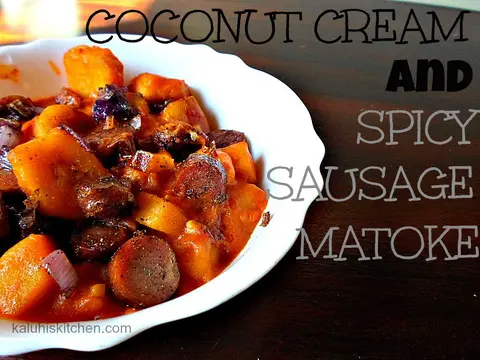 COCONUT CREAM
AND
SPICY
SAUSAGE
MATOKE
kaluhiskitchen.com